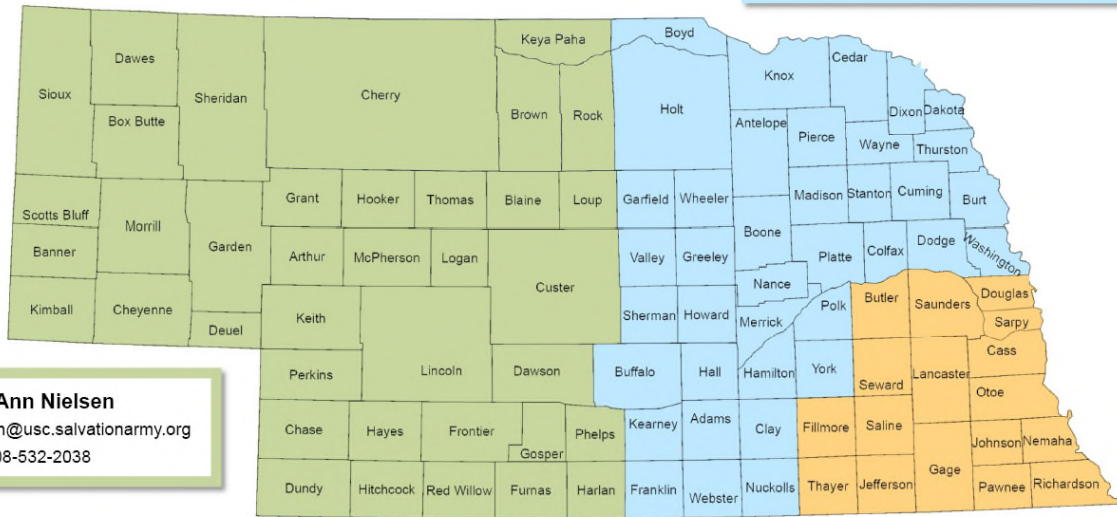 Keya Paha
Boyd
Dawes
Sioux
Sheridan
Cherry
Knox
Cedar
Dixon
Dakota
Box Butte
Brown
Rock
Holt
Antelope
Pierce
Wayne
Thurston
Scotts Bluff
Morrill
Grant
Hooker
Thomas
Blaine
Loup
Garfield
Wheeler
Madison
Stanton
Cuming
Burt
Banner
Garden
Arthur
McPherson
Logan
Custer
Valley
Greeley
Boone
Platte
Colfax
Dodge
Washington
Kimball
Cheyenne
Deuel
Keith
Sherman
Howard
Nance
Merrick
Polk
Butler
Saunders
Douglas
Sarpy
Perkins
Lincoln
Dawson
Buffalo
Hall
Hamilton
York
Seward
Lancaster
Cass
Otoe
Chase
Hayes
Frontier
Gosper
Phelps
Kearney
Adams
Clay
Fillmore
Saline
Gage
Johnson
Nemaha
Dundy
Hitchcock
Red Willow
Furnas
Harlan
Franklin
Webster
Nuckolls
Thayer
Jefferson
Pawnee
Richardson
Ann Nielsen
@usc.salvationarmy.org
8-532-2038